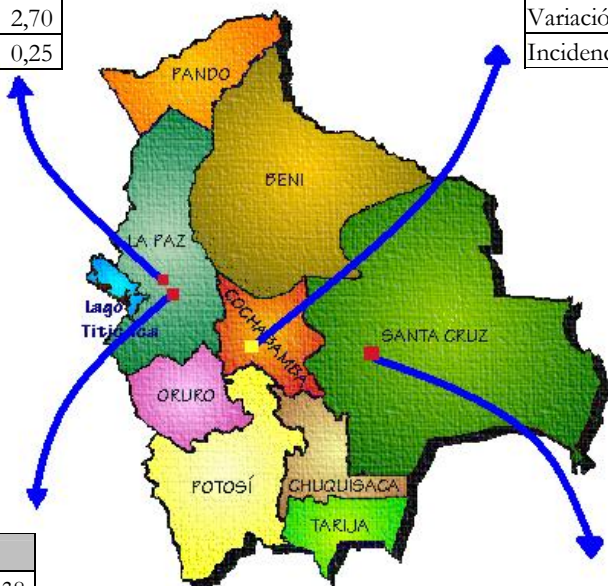 2,70
0,25
Variació
Incidenc
PANDO
BENI
LA PAZ
Lago
Titicaca
COCHABAMBA
SANTA CRUZ
ORURO
POTOSÍ
CHUQUISACA
TARIJA